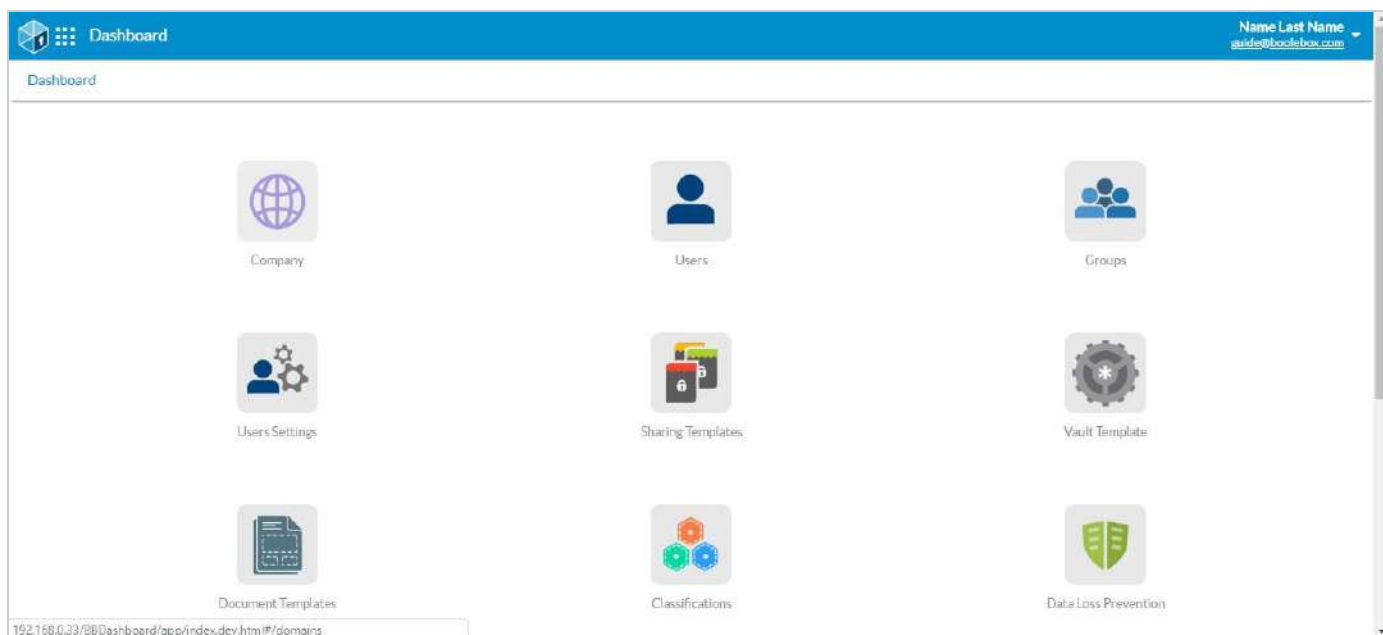 Dashboard
Name Last Name
guide@boolebox.com
Dashboard
Company
Users
Groups
Users Settings
Sharing Templates
Vault Template
Document Templates
Classifications
Data Loss Prevention
192.168.0.33/BBDashboard/app/index.dev.html#/domains